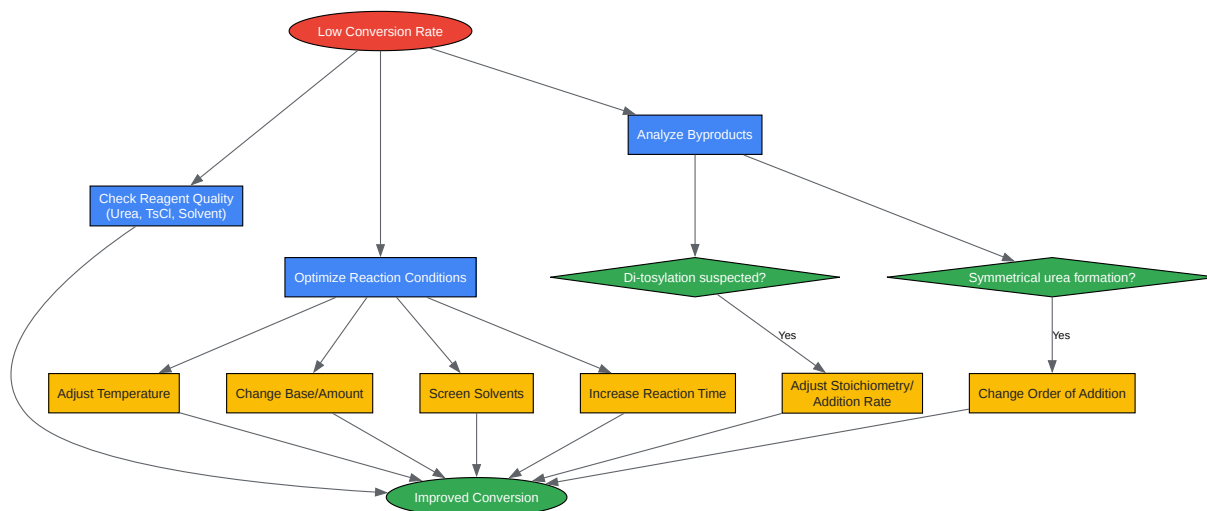 Low Conversion Rate
Analyze Byproducts
Check Reagent Quality
(Urea, TsCl, Solvent)
Optimize Reaction Conditions
Di-tosylation suspected?
Symmetrical urea formation?
Yes
Yes
Adjust Temperature
Change Base/Amount
Screen Solvents
Increase Reaction Time
Adjust Stoichiometry/
Addition Rate
Change Order of Addition
Improved Conversion